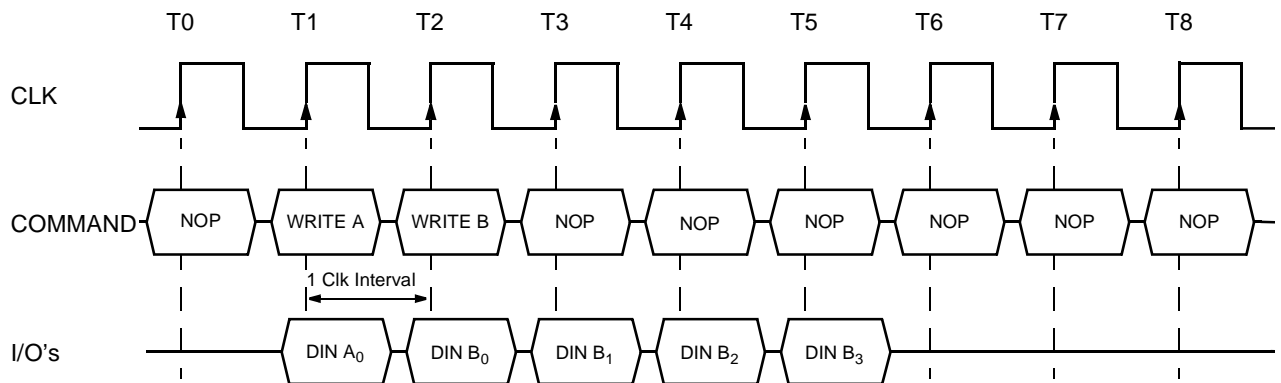 T0 T1 T2 T3 T4 T5 T6 T7 T8
CLK
COMMAND NOP WRITE A WRITE B NOP NOP NOP NOP NOP NOP
1 Clk Interval
I/O's DIN A₀ DIN B₀ DIN B₁ DIN B₂ DIN B₃